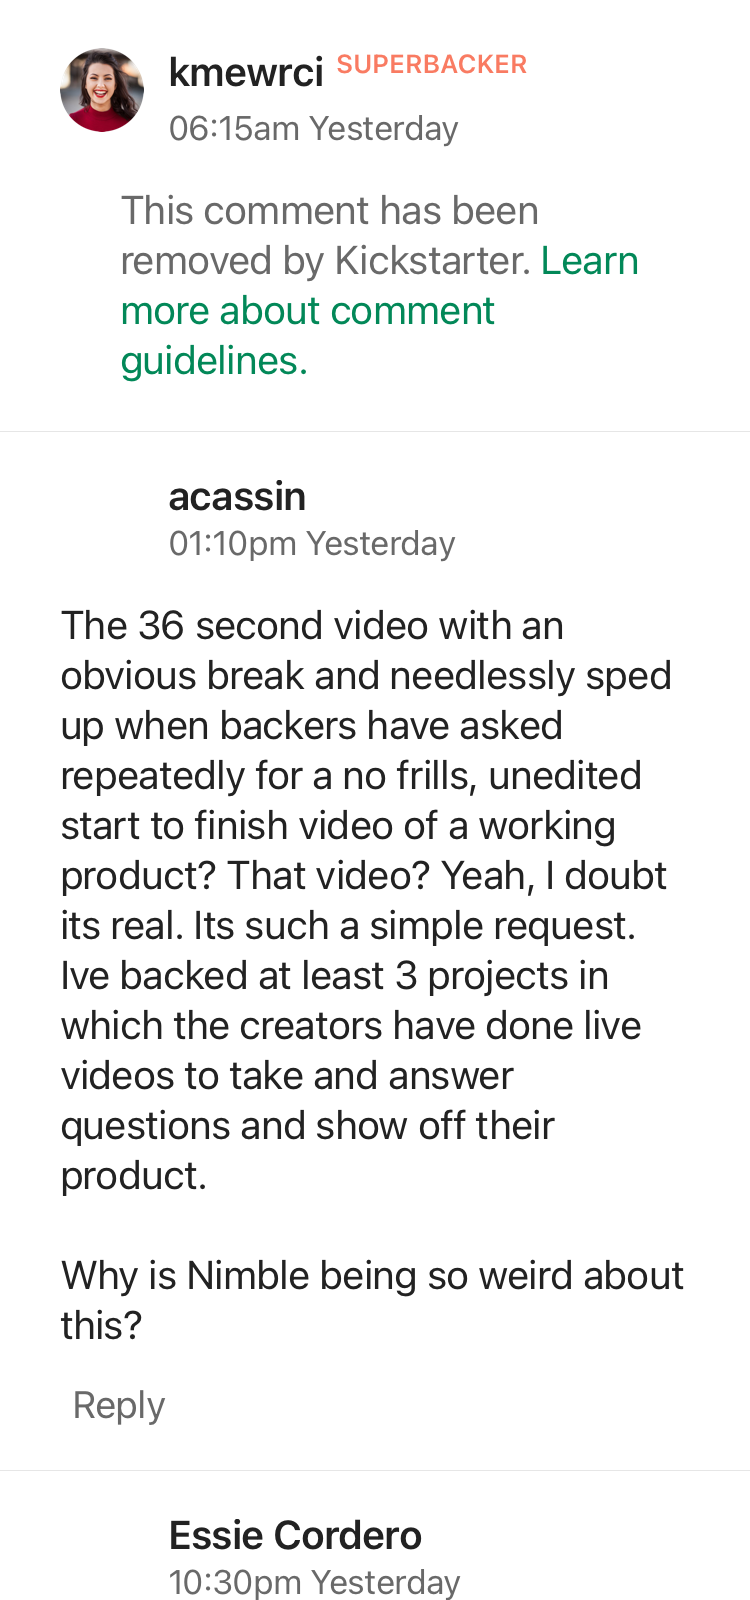 kmewrci SUPERBACKER
06:15am Yesterday
This comment has been
removed by Kickstarter. Learn
more about comment
guidelines.
acassin
01:10pm Yesterday
The 36 second video with an
obvious break and needlessly sped
up when backers have asked
repeatedly for a no frills, unedited
start to finish video of a working
product? That video? Yeah, I doubt
its real. Its such a simple request.
Ive backed at least 3 projects in
which the creators have done live
videos to take and answer
questions and show off their
product.
Why is Nimble being so weird about
this?
Reply
Essie Cordero
10:30pm Yesterday